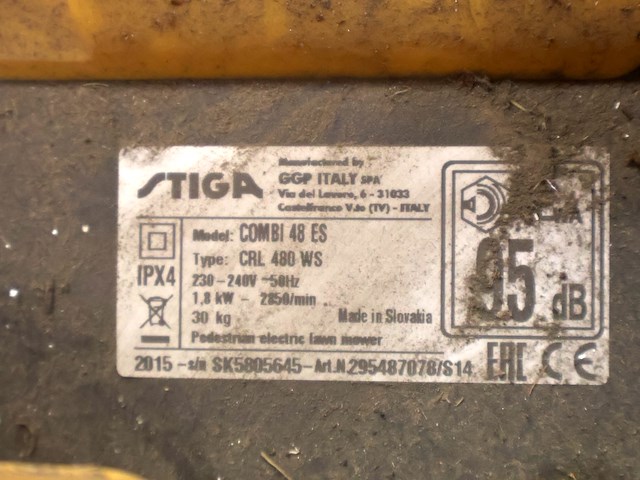 STIGA
Manufactured by
GGP ITALY SPA
Via del Lavoro, 6 - 31033
Castelfranco V.to (TV) - ITALY
IPX4
Model: COMBI 48 ES
Type: CRL 480 WS
230-240V ~50Hz
1,8 kW - 2850/min
30 kg
Made in Slovakia
Pedestrian electric lawn mower
2015 -s/n SK5805645-Art.N.295487078/S14
95 dB
EAC CE